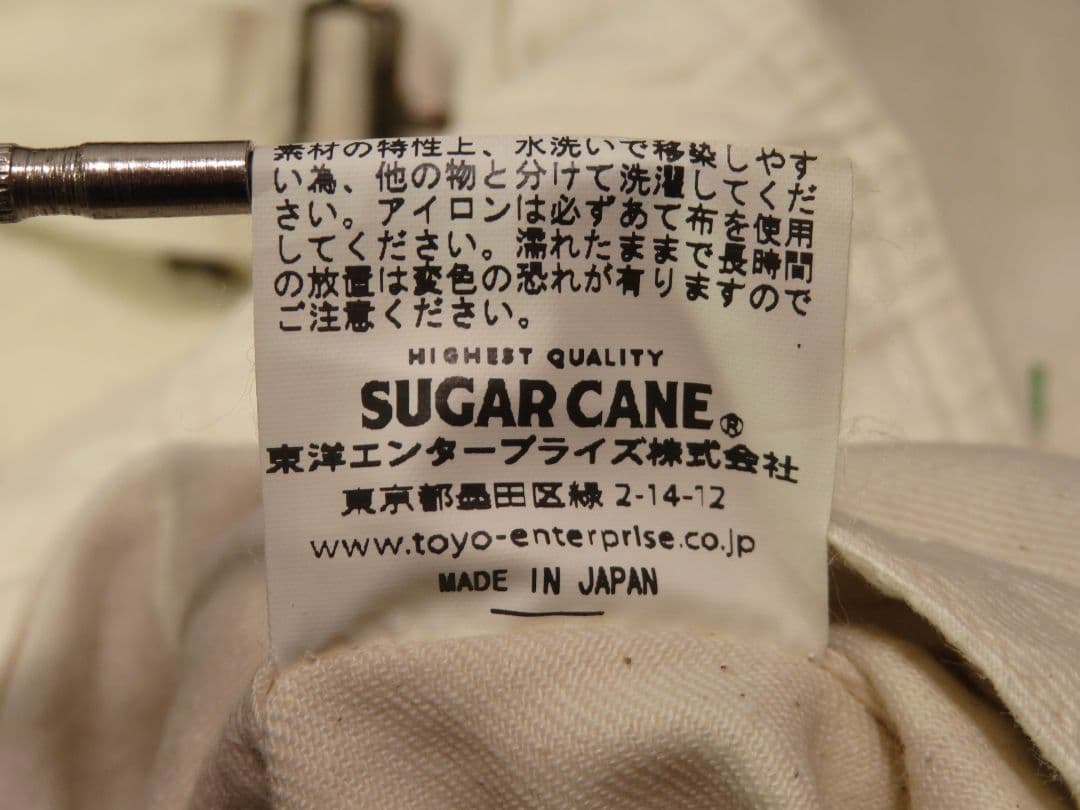 素材の特性上、水洗いで移染しやす
い為、他の物と分けて洗濯してくだ
さい。アイロンは必ずあて布を使用
してください。濡れたままで長時間
の放置は変色の恐れが有りますので
ご注意ください。
HIGHEST QUALITY
SUGAR CANE®
東洋エンタープライズ株式会社
東京都墨田区緑 2-14-12
www.toyo-enterprise.co.jp
MADE IN JAPAN